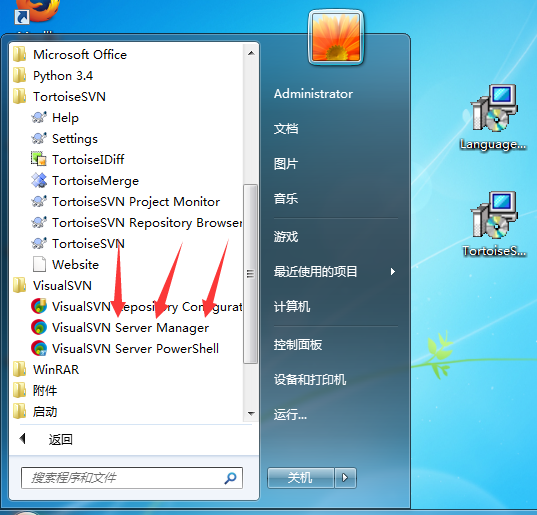 Microsoft Office
Python 3.4
TortoiseSVN
Help
Settings
TortoiseIDiff
TortoiseMerge
TortoiseSVN Project Monitor
TortoiseSVN Repository Browser
TortoiseSVN
Website
VisualSVN
VisualSVN Repository Configurat
VisualSVN Server Manager
VisualSVN Server PowerShell
WinRAR
附件
启动
返回
搜索程序和文件
Administrator
文档
图片
音乐
游戏
最近使用的项目
计算机
控制面板
设备和打印机
运行...
关机
Language...
TortoiseS...